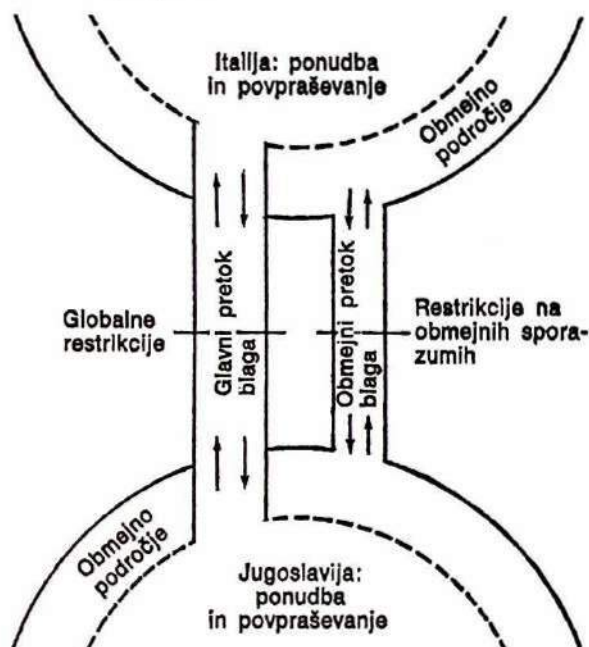 Italija: ponudba
in povpraševanje
Obmejno
področje
Glavni pretok
blaga
Obmejni pretok
blaga
Globalne
restrikcije
Restrikcije na
obmejnih spora-
zumih
Obmejno
področje
Jugoslavija:
ponudba
in povpraševanje